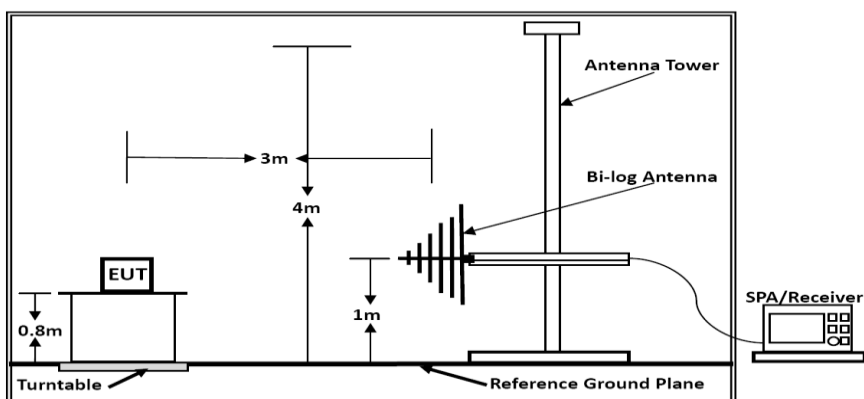 Antenna Tower
3m
Bi-log Antenna
4m
EUT
SPA/Receiver
1m
0.8m
Turntable
Reference Ground Plane